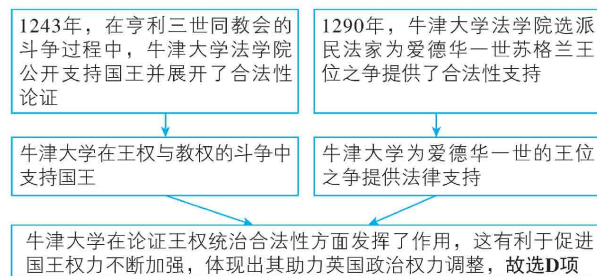 1243年，在亨利三世同教会的
斗争过程中，牛津大学法学院
公开支持国王并展开了合法性
论证
1290年，牛津大学法学院选派
民法家为爱德华一世苏格兰王
位之争提供了合法性支持
牛津大学在王权与教权的斗争中
支持国王
牛津大学为爱德华一世的王位
之争提供法律支持
牛津大学在论证王权统治合法性方面发挥了作用，这有利于促进
国王权力不断加强，体现出其助力英国政治权力调整，故选D项